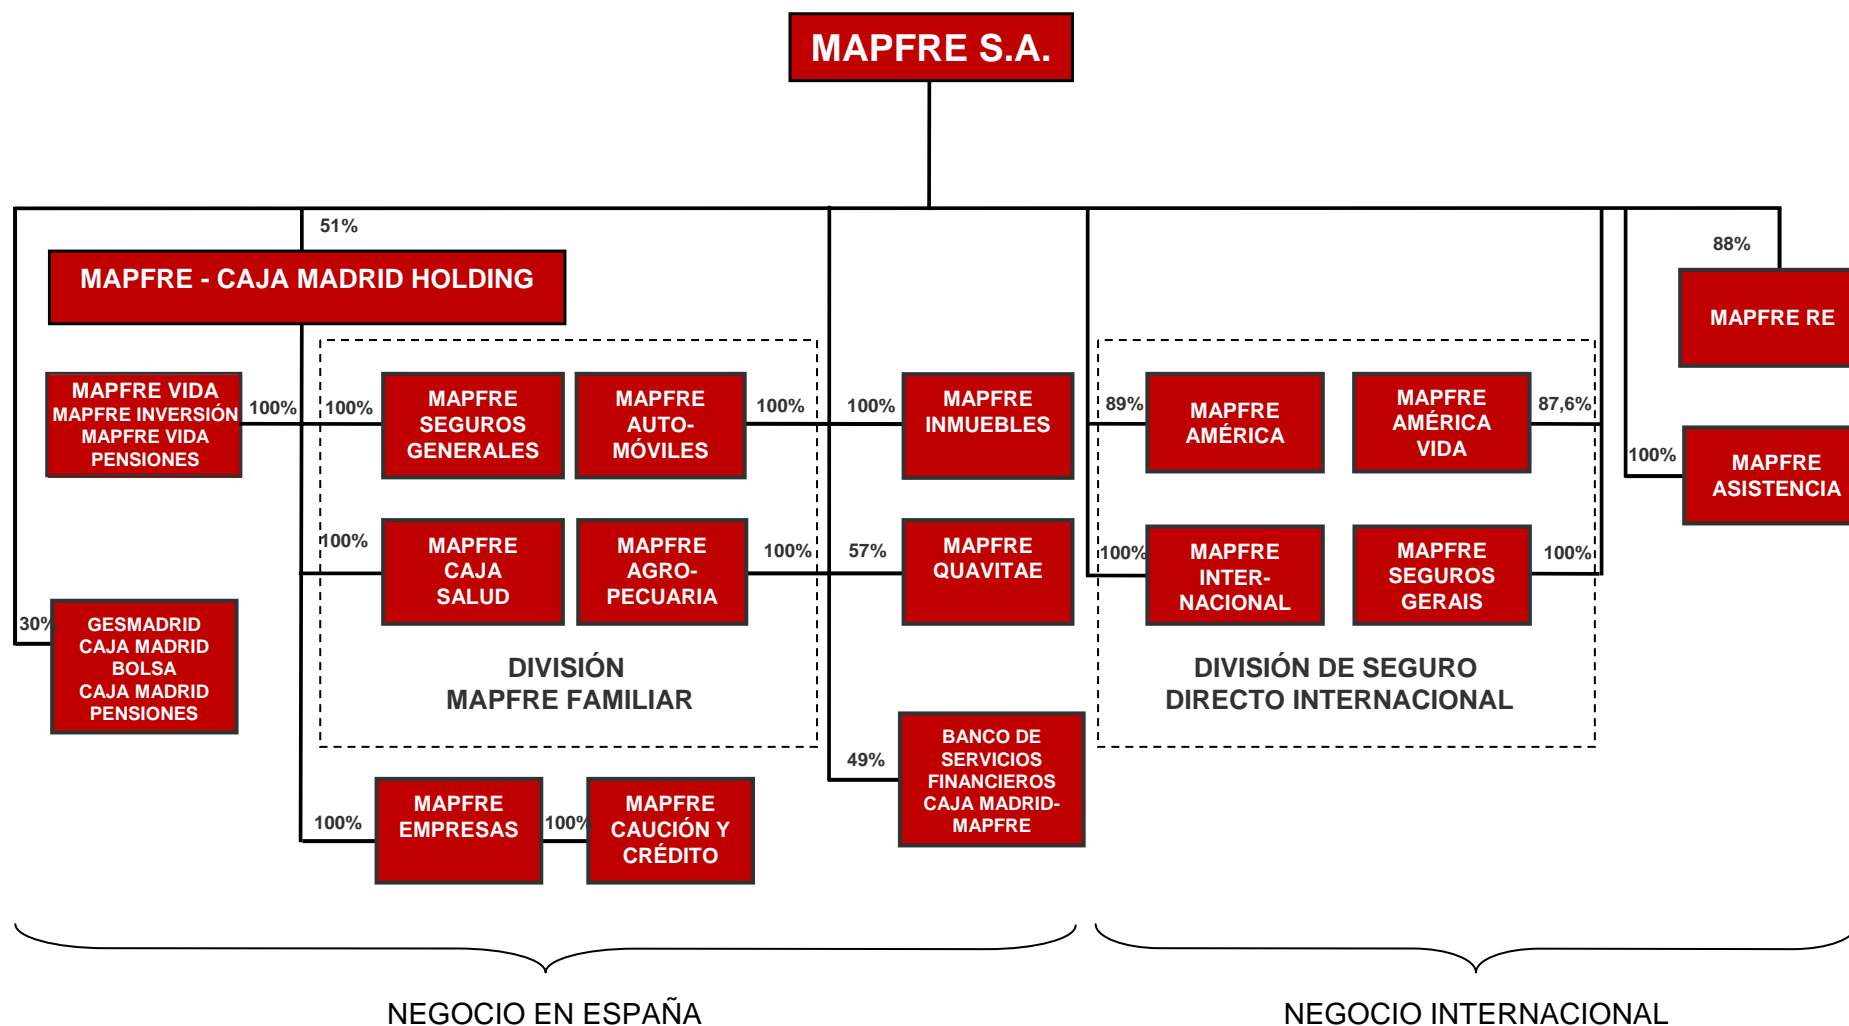 MAPFRE S.A.
51%
88%
MAPFRE - CAJA MADRID HOLDING
MAPFRE RE
MAPFRE VIDA
MAPFRE INVERSIÓN
MAPFRE VIDA
PENSIONES
100%
100%
MAPFRE
SEGUROS
GENERALES
MAPFRE
AUTO-
MÓVILES
100%
100%
MAPFRE
INMUEBLES
89%
MAPFRE
AMÉRICA
MAPFRE
AMÉRICA
VIDA
87,6%
100%
MAPFRE
ASISTENCIA
100%
MAPFRE
CAJA
SALUD
MAPFRE
AGRO-
PECUARIA
100%
57%
MAPFRE
QUAVITAE
100%
MAPFRE
INTER-
NACIONAL
MAPFRE
SEGUROS
GERAIS
100%
30%
GESMADRID
CAJA MADRID
BOLSA
CAJA MADRID
PENSIONES
DIVISIÓN
MAPFRE FAMILIAR
DIVISIÓN DE SEGURO
DIRECTO INTERNACIONAL
49%
BANCO DE
SERVICIOS
FINANCIEROS
CAJA MADRID-
MAPFRE
100%
MAPFRE
EMPRESAS
100%
MAPFRE
CAUCIÓN Y
CRÉDITO
NEGOCIO EN ESPAÑA
NEGOCIO INTERNACIONAL